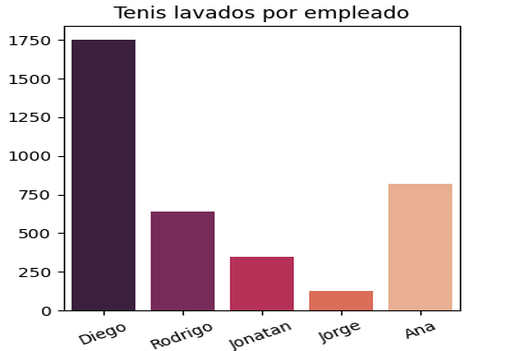 Tenis lavados por empleado
1750
1500
1250
1000
750
500
250
0
Diego
Rodrigo
Jonatan
Jorge
Ana